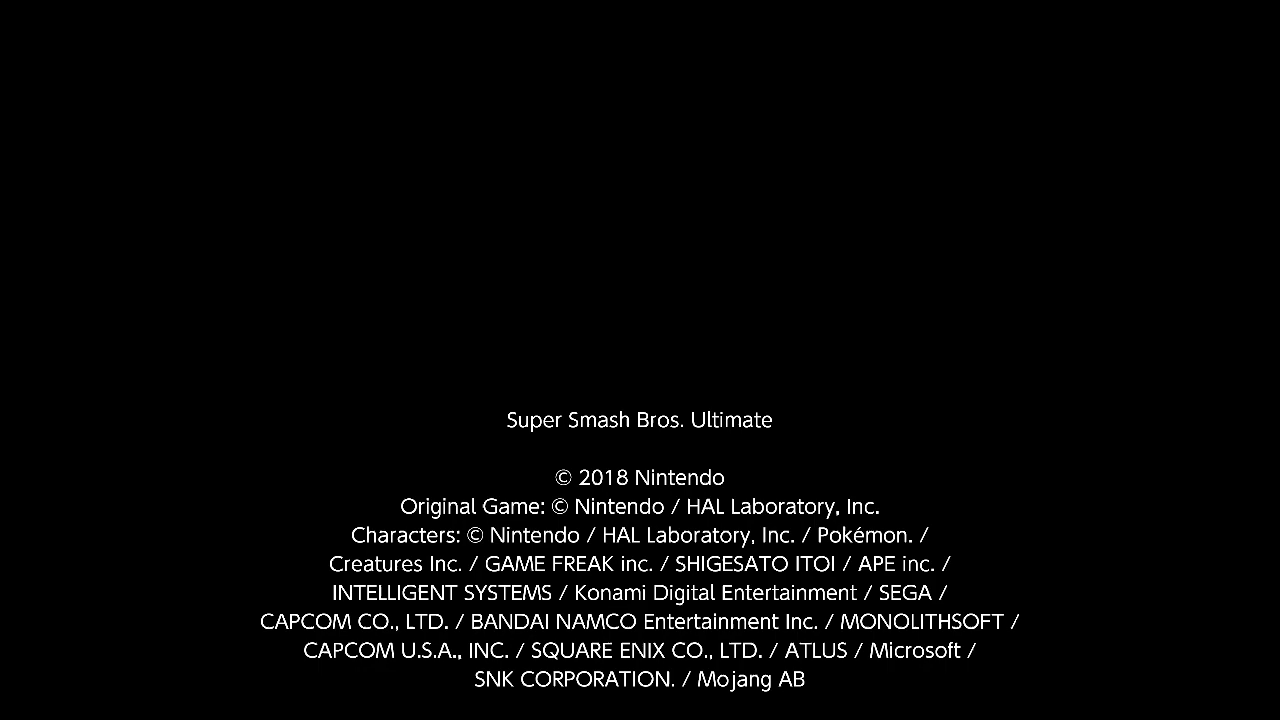 Super Smash Bros. Ultimate
© 2018 Nintendo
Original Game: © Nintendo / HAL Laboratory, Inc.
Characters: © Nintendo / HAL Laboratory, Inc. / Pokémon. /
Creatures Inc. / GAME FREAK inc. / SHIGESATO ITOI / APE inc. /
INTELLIGENT SYSTEMS / Konami Digital Entertainment / SEGA /
CAPCOM CO., LTD. / BANDAI NAMCO Entertainment Inc. / MONOLITHSOFT /
CAPCOM U.S.A., INC. / SQUARE ENIX CO., LTD. / ATLUS / Microsoft /
SNK CORPORATION. / Mojang AB